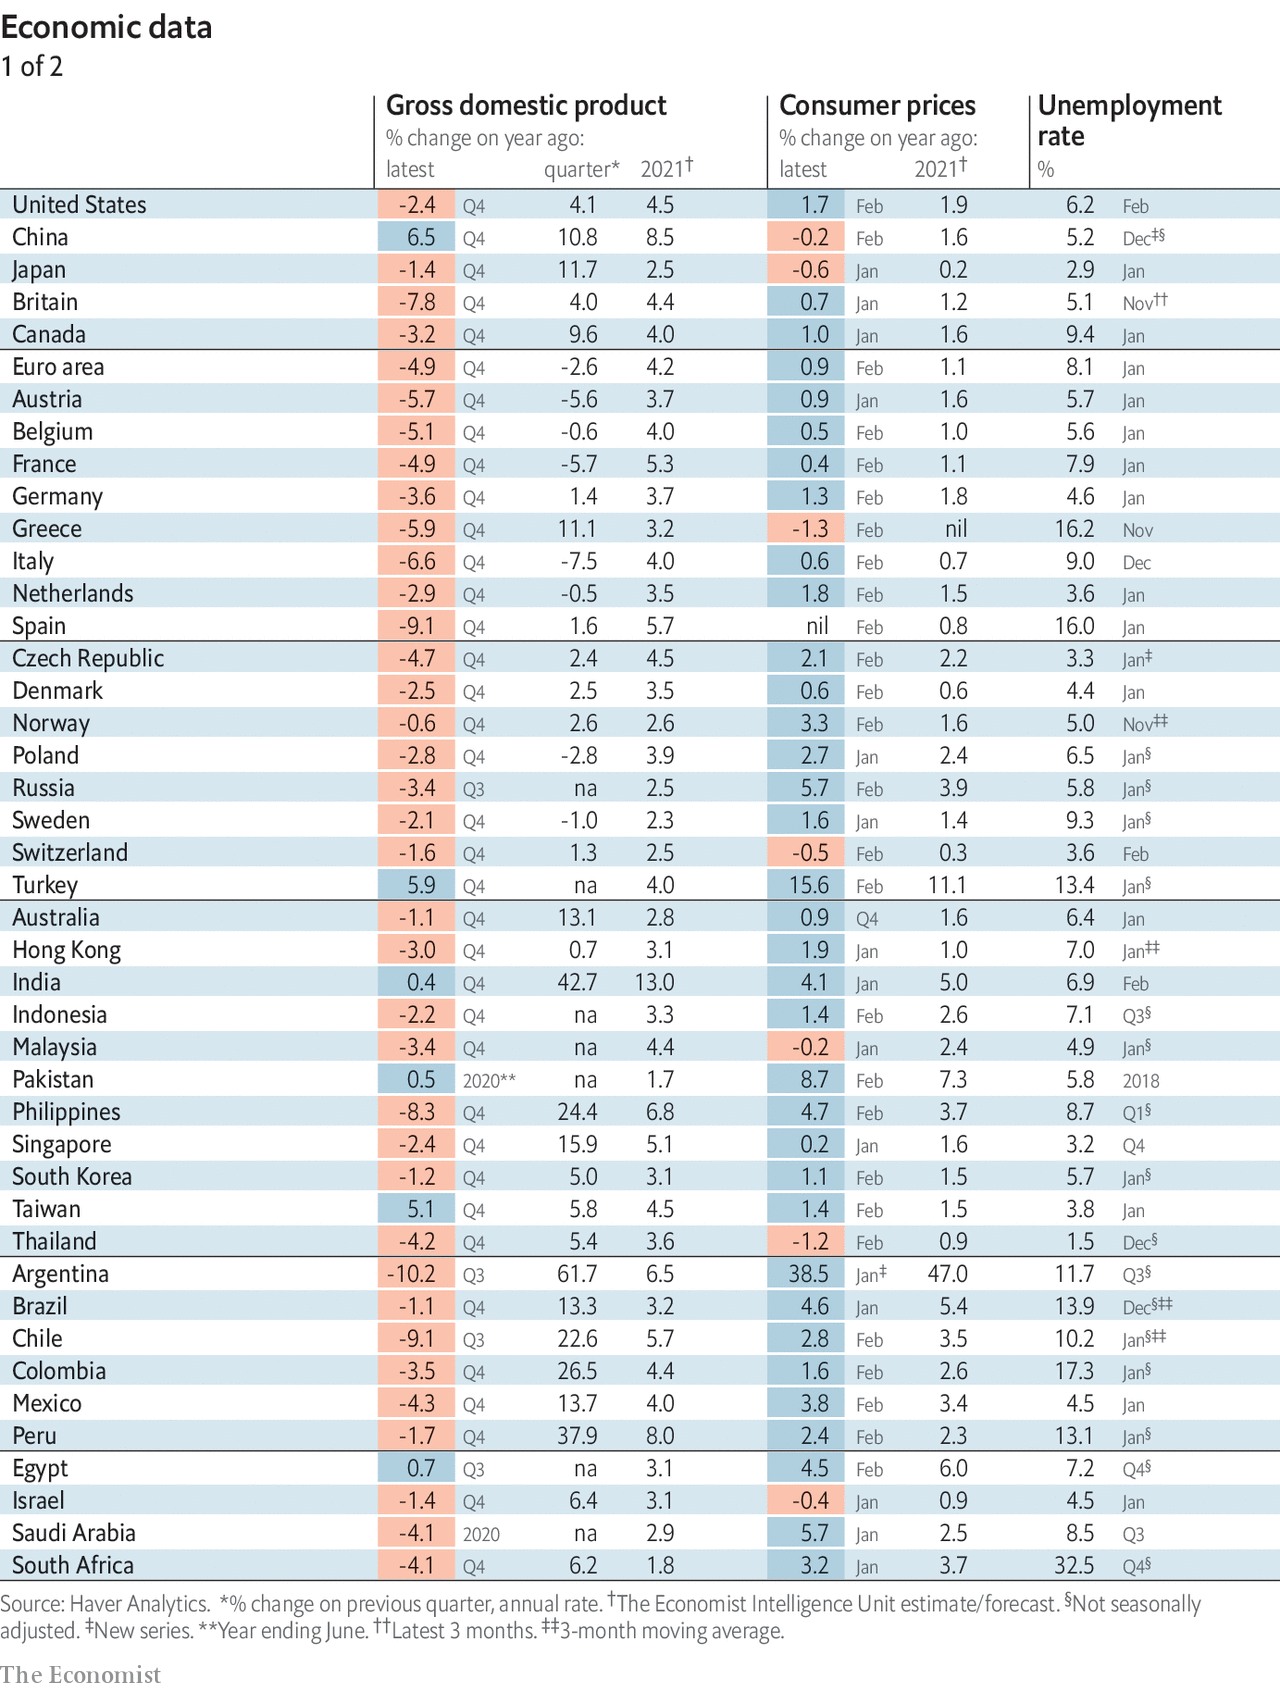 Economic data
1 of 2
Gross domestic product Consumer prices Unemployment
% change on year ago: % change on year ago: rate
latest quarter* 2021† latest 2021† %
United States -2.4 Q4 4.1 4.5 1.7 Feb 1.9 6.2 Feb
China 6.5 Q4 10.8 8.5 -0.2 Feb 1.6 5.2 Dec‡§
Japan -1.4 Q4 11.7 2.5 -0.6 Jan 0.2 2.9 Jan
Britain -7.8 Q4 4.0 4.4 0.7 Jan 1.2 5.1 Nov††
Canada -3.2 Q4 9.6 4.0 1.0 Jan 1.6 9.4 Jan
Euro area -4.9 Q4 -2.6 4.2 0.9 Feb 1.1 8.1 Jan
Austria -5.7 Q4 -5.6 3.7 0.9 Jan 1.6 5.7 Jan
Belgium -5.1 Q4 -0.6 4.0 0.5 Feb 1.0 5.6 Jan
France -4.9 Q4 -5.7 5.3 0.4 Feb 1.1 7.9 Jan
Germany -3.6 Q4 1.4 3.7 1.3 Feb 1.8 4.6 Jan
Greece -5.9 Q4 11.1 3.2 -1.3 Feb nil 16.2 Nov
Italy -6.6 Q4 -7.5 4.0 0.6 Feb 0.7 9.0 Dec
Netherlands -2.9 Q4 -0.5 3.5 1.8 Feb 1.5 3.6 Jan
Spain -9.1 Q4 1.6 5.7 nil Feb 0.8 16.0 Jan
Czech Republic -4.7 Q4 2.4 4.5 2.1 Feb 2.2 3.3 Jan‡
Denmark -2.5 Q4 2.5 3.5 0.6 Feb 0.6 4.4 Jan
Norway -0.6 Q4 2.6 2.6 3.3 Feb 1.6 5.0 Nov‡‡
Poland -2.8 Q4 -2.8 3.9 2.7 Jan 2.4 6.5 Jan§
Russia -3.4 Q3 na 2.5 5.7 Feb 3.9 5.8 Jan§
Sweden -2.1 Q4 -1.0 2.3 1.6 Jan 1.4 9.3 Jan§
Switzerland -1.6 Q4 1.3 2.5 -0.5 Feb 0.3 3.6 Feb
Turkey 5.9 Q4 na 4.0 15.6 Feb 11.1 13.4 Jan§
Australia -1.1 Q4 13.1 2.8 0.9 Q4 1.6 6.4 Jan
Hong Kong -3.0 Q4 0.7 3.1 1.9 Jan 1.0 7.0 Jan‡‡
India 0.4 Q4 42.7 13.0 4.1 Jan 5.0 6.9 Feb
Indonesia -2.2 Q4 na 3.3 1.4 Feb 2.6 7.1 Q3§
Malaysia -3.4 Q4 na 4.4 -0.2 Jan 2.4 4.9 Jan§
Pakistan 0.5 2020** na 1.7 8.7 Feb 7.3 5.8 2018
Philippines -8.3 Q4 24.4 6.8 4.7 Feb 3.7 8.7 Q1§
Singapore -2.4 Q4 15.9 5.1 0.2 Jan 1.6 3.2 Q4
South Korea -1.2 Q4 5.0 3.1 1.1 Feb 1.5 5.7 Jan§
Taiwan 5.1 Q4 5.8 4.5 1.4 Feb 1.5 3.8 Jan
Thailand -4.2 Q4 5.4 3.6 -1.2 Feb 0.9 1.5 Dec§
Argentina -10.2 Q3 61.7 6.5 38.5 Jan‡ 47.0 11.7 Q3§
Brazil -1.1 Q4 13.3 3.2 4.6 Jan 5.4 13.9 Dec§‡‡
Chile -9.1 Q3 22.6 5.7 2.8 Feb 3.5 10.2 Jan§‡‡
Colombia -3.5 Q4 26.5 4.4 1.6 Feb 2.6 17.3 Jan§
Mexico -4.3 Q4 13.7 4.0 3.8 Feb 3.4 4.5 Jan
Peru -1.7 Q4 37.9 8.0 2.4 Feb 2.3 13.1 Jan§
Egypt 0.7 Q3 na 3.1 4.5 Feb 6.0 7.2 Q4§
Israel -1.4 Q4 6.4 3.1 -0.4 Jan 0.9 4.5 Jan
Saudi Arabia -4.1 2020 na 2.9 5.7 Jan 2.5 8.5 Q3
South Africa -4.1 Q4 6.2 1.8 3.2 Jan 3.7 32.5 Q4§
Source: Haver Analytics. *% change on previous quarter, annual rate. †The Economist Intelligence Unit estimate/forecast. §Not seasonally
adjusted. ‡New series. **Year ending June. ††Latest 3 months. ‡‡3-month moving average.
The Economist